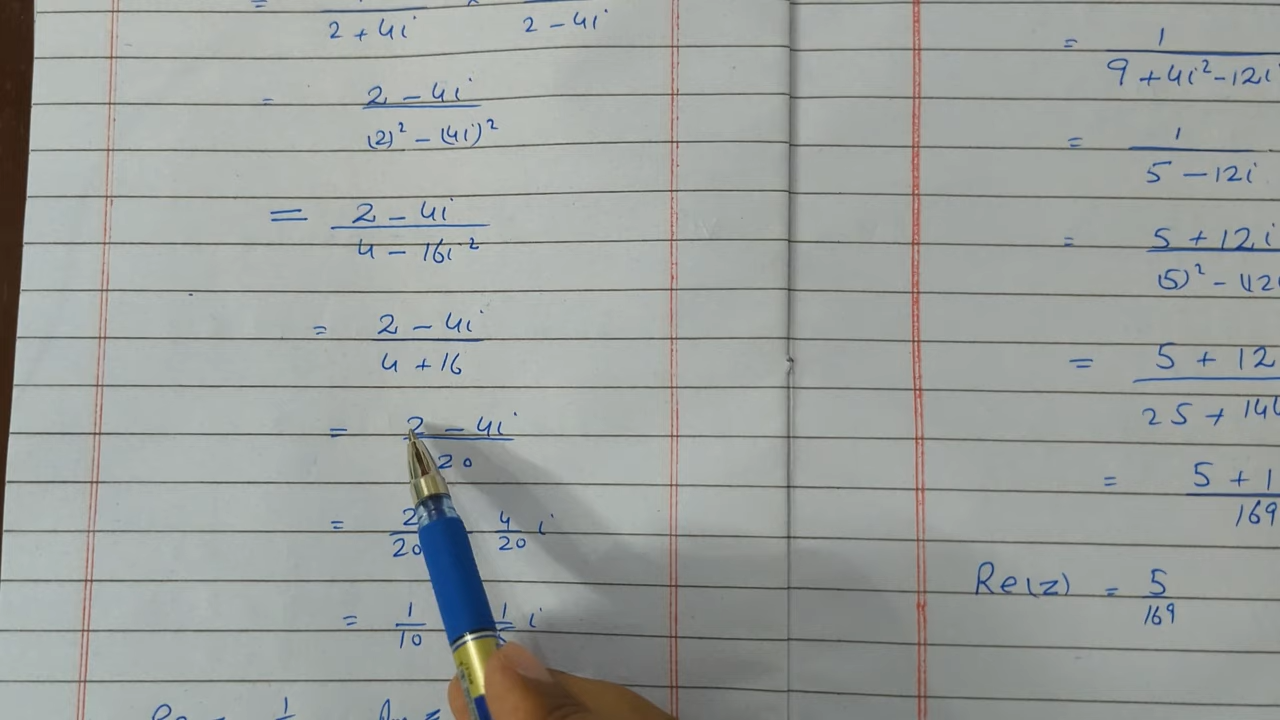 = 2 + 4i × 2 - 4i
= 2 - 4i / (2)² - (4i)²
= 2 - 4i / 4 - 16i²
= 2 - 4i / 4 + 16
= 2 - 4i / 20
= 2/20 4/20 i
= 1/10 1/ i
= 1 / 9 + 4i² - 12i
= 1 / 5 - 12i
= 5 + 12i / (5)² -
= 5 + 12 / 25 + 144
= 5 + 1 / 169
Re(z) = 5/169